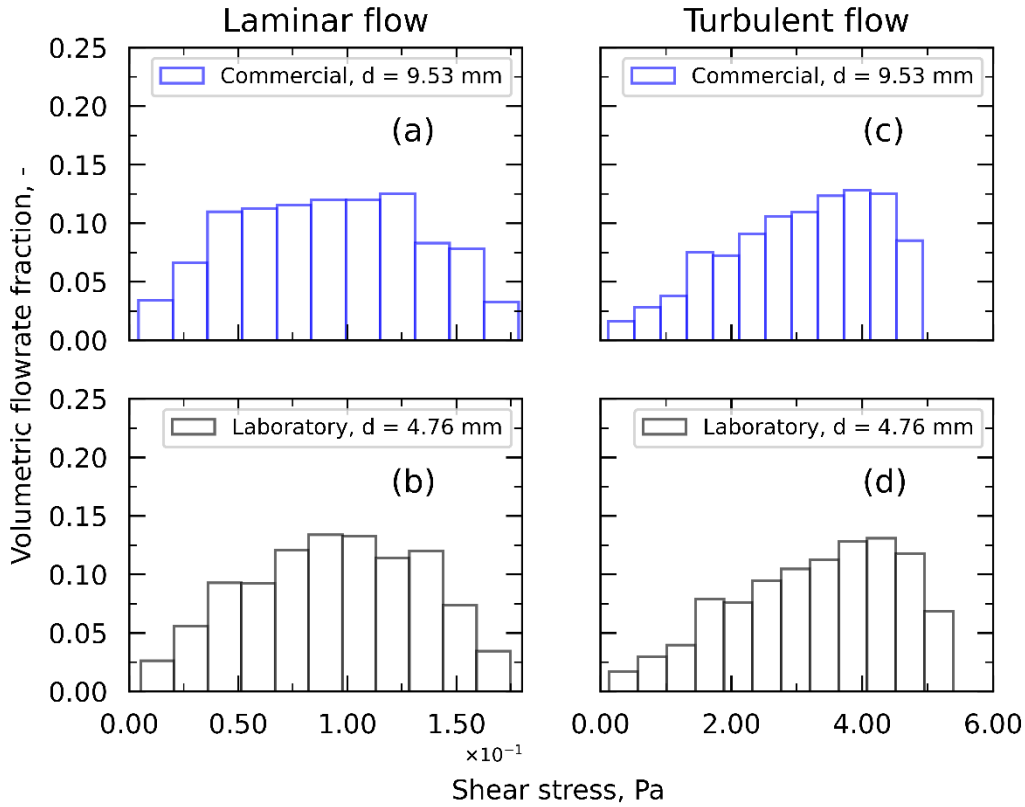 Laminar flow
Turbulent flow
0.25
0.20
0.15
0.10
0.05
0.00
Commercial, d = 9.53 mm
(a)
Commercial, d = 9.53 mm
(c)
Volumetric flowrate fraction, -
0.25
0.20
0.15
0.10
0.05
0.00
Laboratory, d = 4.76 mm
(b)
Laboratory, d = 4.76 mm
(d)
0.00 0.50 1.00 1.50
×10⁻¹
0.00 2.00 4.00 6.00
Shear stress, Pa